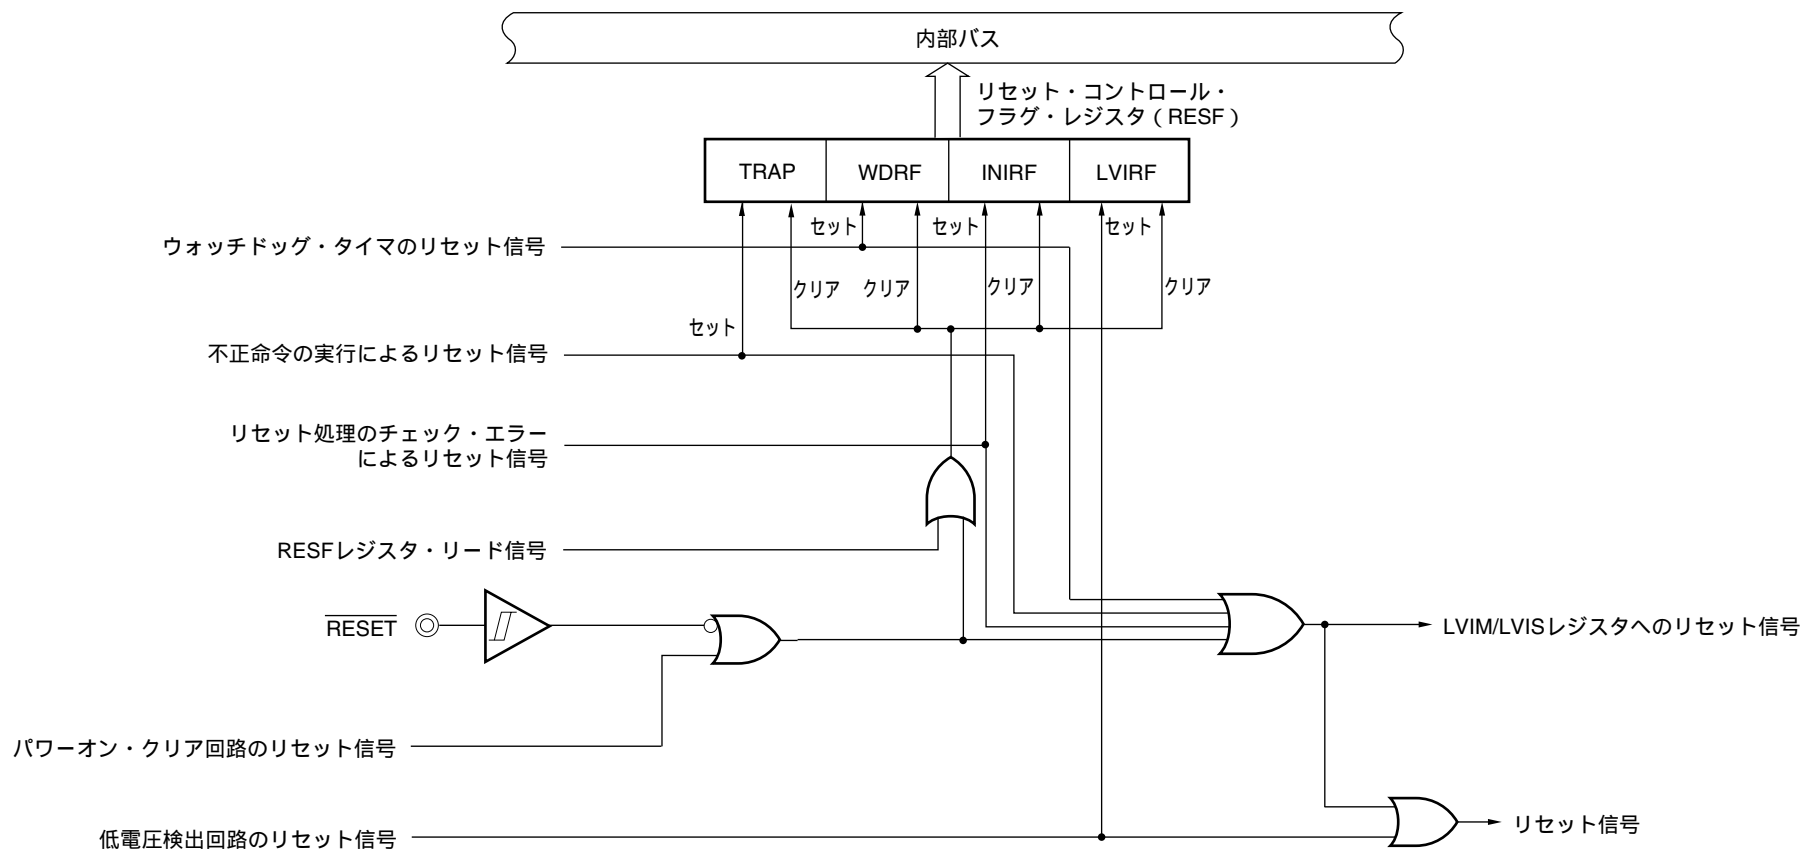 内部バス
リセット・コントロール・
フラグ・レジスタ（RESF）
TRAP
WDRF
INIRF
LVIRF
セット
セット
セット
ウォッチドッグ・タイマのリセット信号
クリア
クリア
クリア
クリア
セット
不正命令の実行によるリセット信号
リセット処理のチェック・エラー
によるリセット信号
RESFレジスタ・リード信号
RESET
LVIM/LVISレジスタへのリセット信号
パワーオン・クリア回路のリセット信号
リセット信号
低電圧検出回路のリセット信号